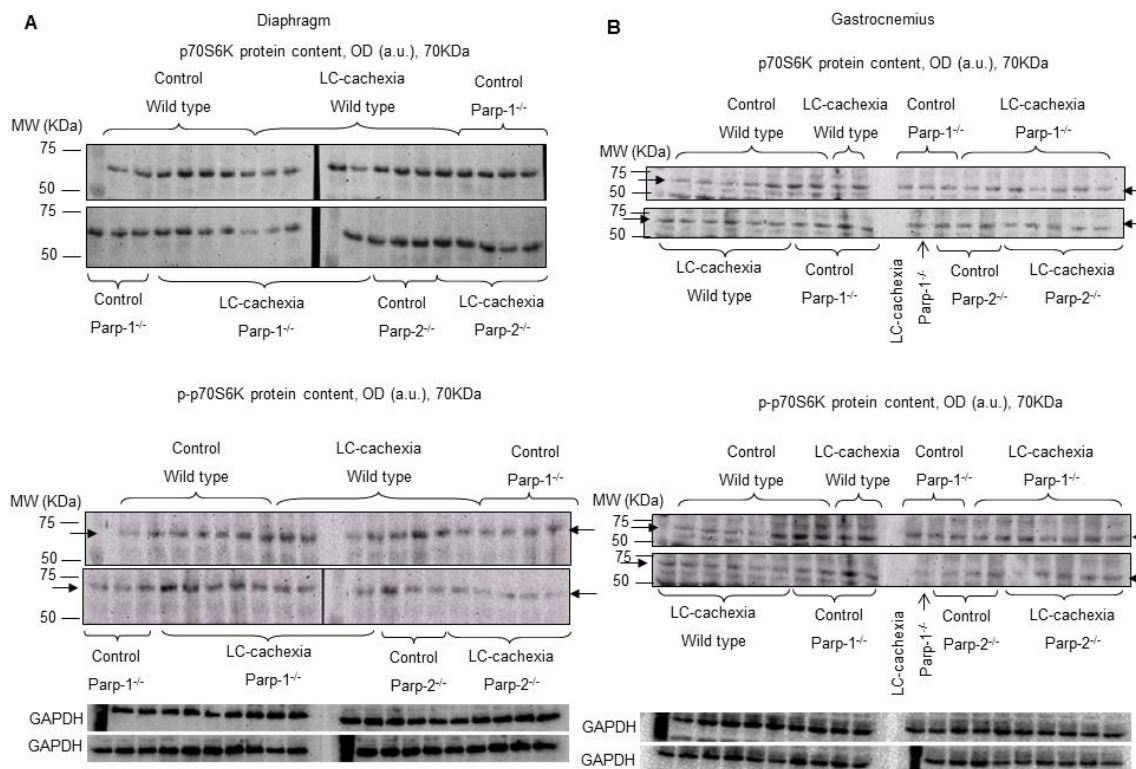 A
Diaphragm
p70S6K protein content, OD (a.u.), 70KDa
Control
Wild type
LC-cachexia
Wild type
Control
Parp-1-/-
MW (KDa)
75
50
75
50
Control
Parp-1-/-
LC-cachexia
Parp-1-/-
Control
Parp-2-/-
LC-cachexia
Parp-2-/-
p-p70S6K protein content, OD (a.u.), 70KDa
Control
Wild type
LC-cachexia
Wild type
Control
Parp-1-/-
MW (KDa)
75
50
75
50
Control
Parp-1-/-
LC-cachexia
Parp-1-/-
Control
Parp-2-/-
LC-cachexia
Parp-2-/-
GAPDH
GAPDH
B
Gastrocnemius
p70S6K protein content, OD (a.u.), 70KDa
Control
Wild type
LC-cachexia
Wild type
Control
Parp-1-/-
LC-cachexia
Parp-1-/-
MW (KDa)
75
50
75
50
LC-cachexia
Wild type
Control
Parp-1-/-
LC-cachexia
Parp-1-/-
Control
Parp-2-/-
LC-cachexia
Parp-2-/-
p-p70S6K protein content, OD (a.u.), 70KDa
Control
Wild type
LC-cachexia
Wild type
Control
Parp-1-/-
LC-cachexia
Parp-1-/-
MW (KDa)
75
50
75
50
LC-cachexia
Wild type
Control
Parp-1-/-
LC-cachexia
Parp-1-/-
Control
Parp-2-/-
LC-cachexia
Parp-2-/-
GAPDH
GAPDH